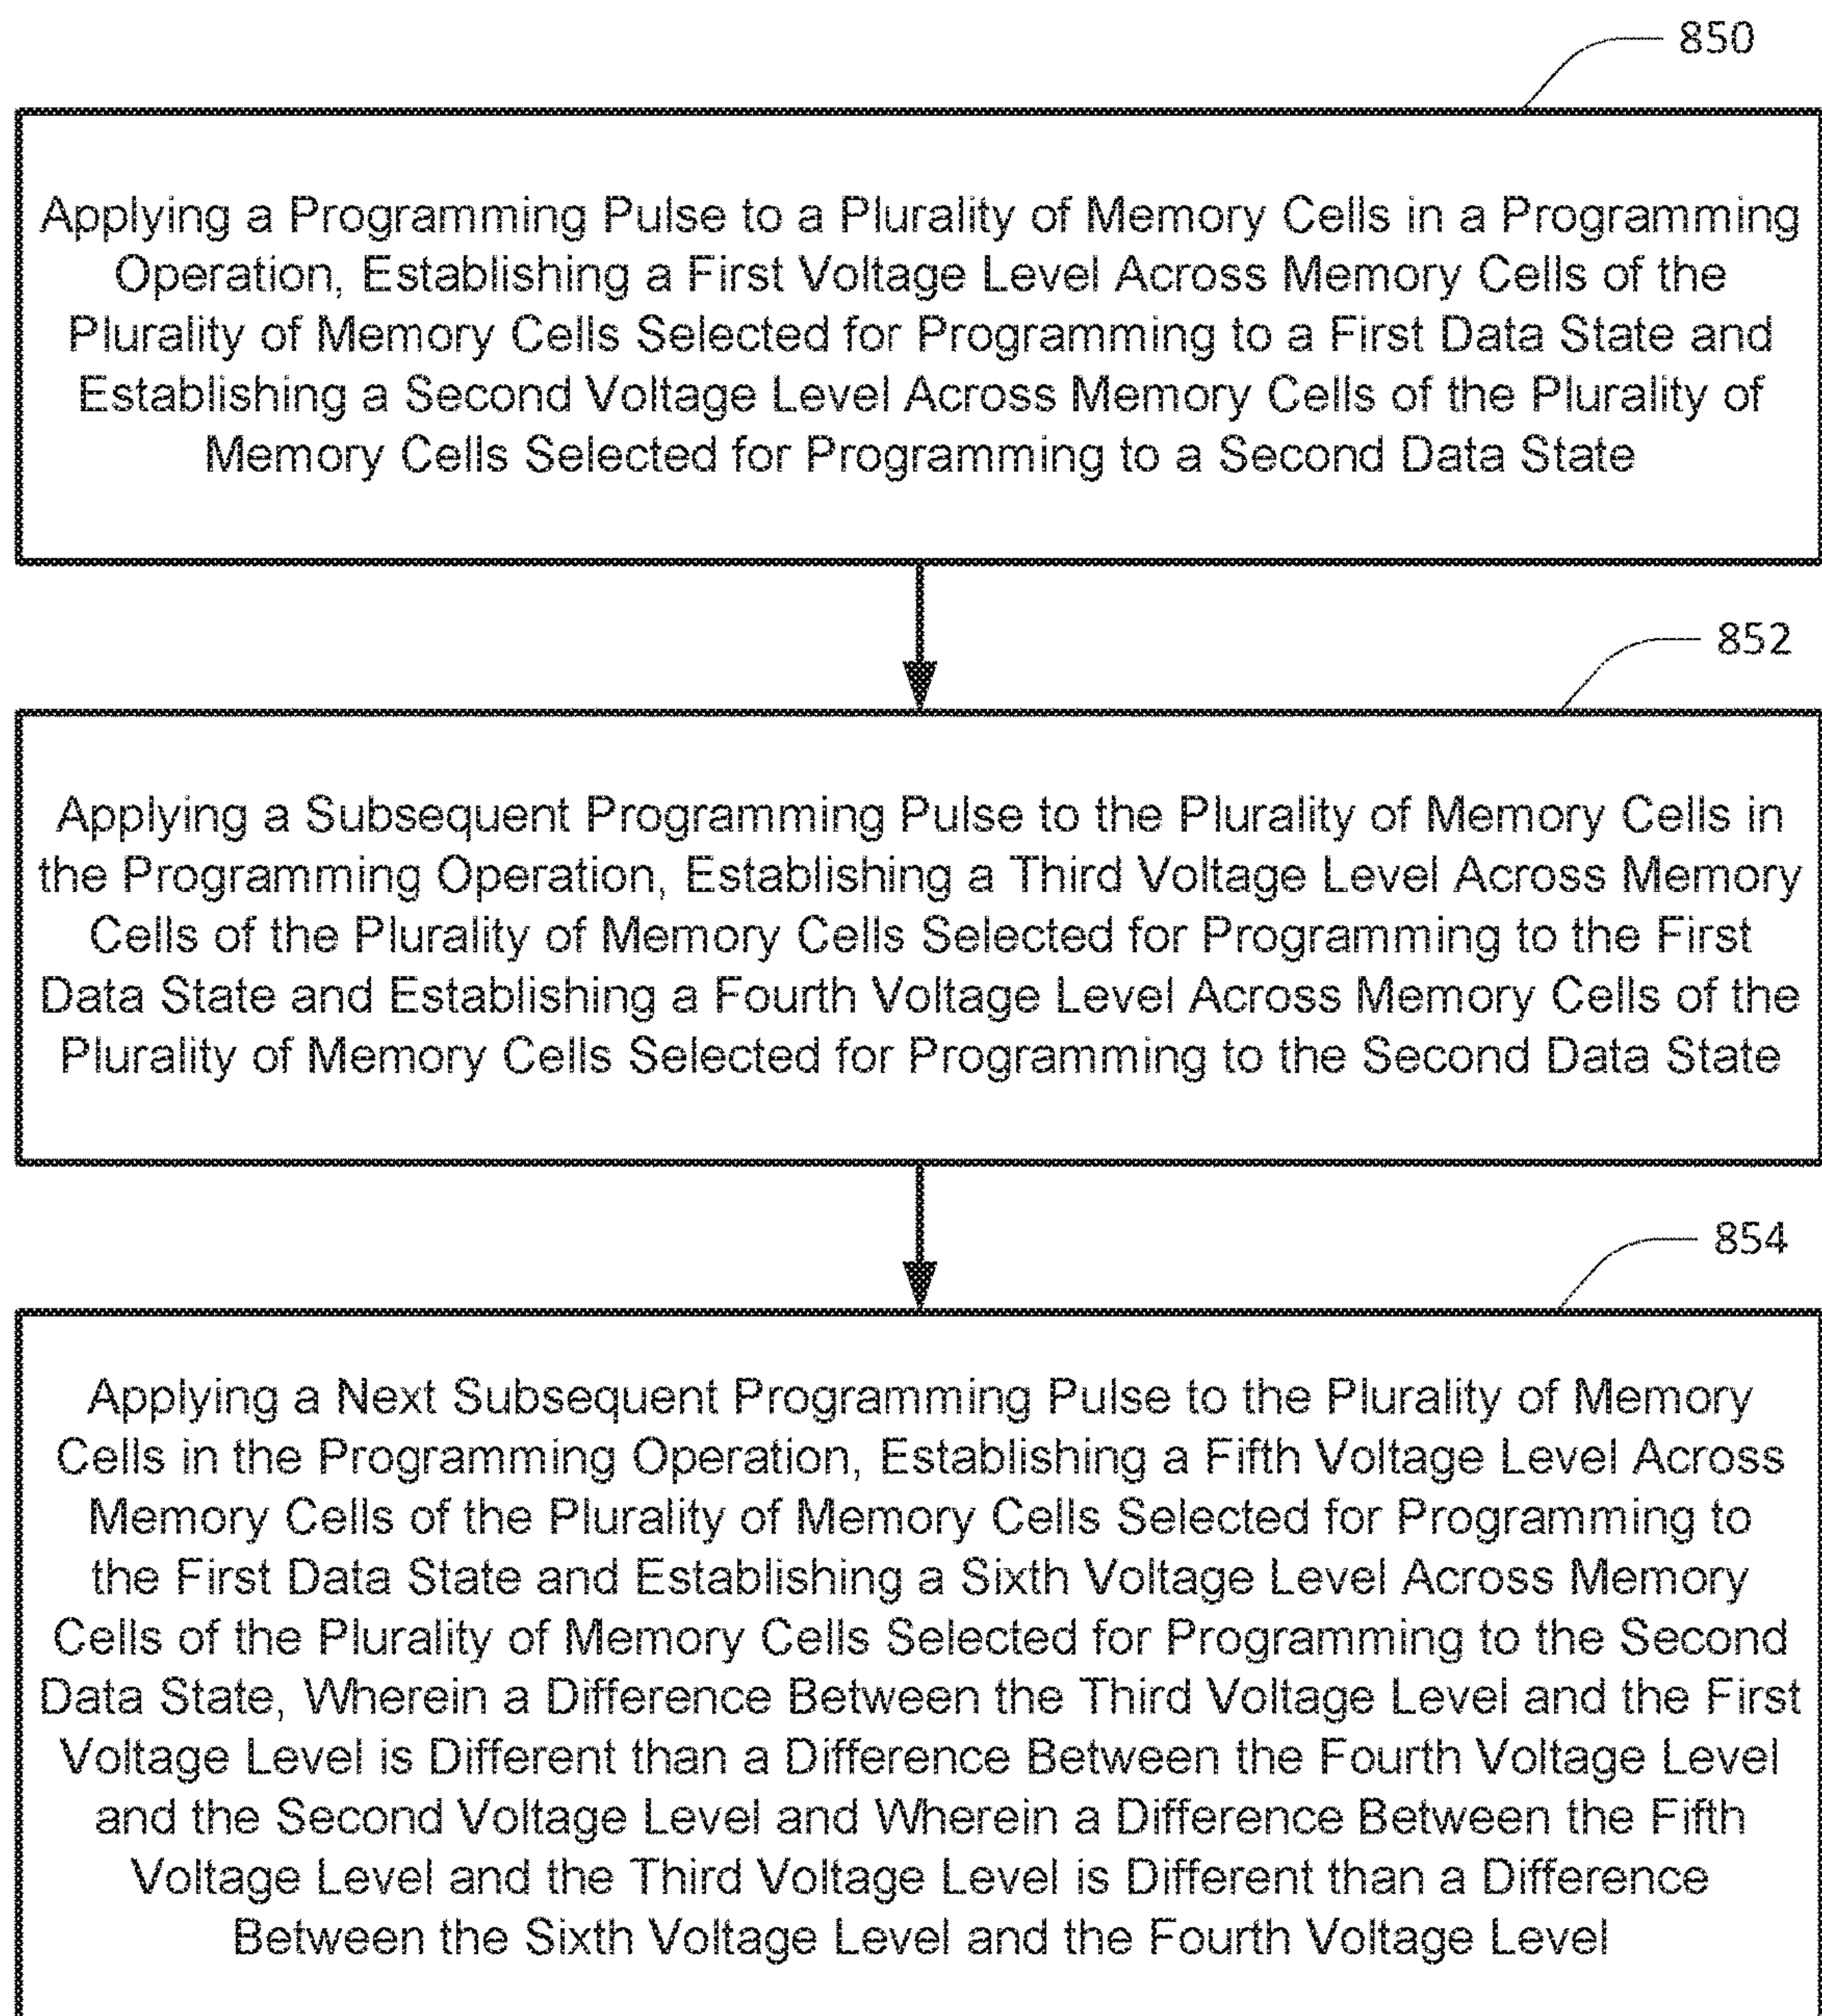 850
Applying a Programming Pulse to a Plurality of Memory Cells in a Programming
Operation, Establishing a First Voltage Level Across Memory Cells of the
Plurality of Memory Cells Selected for Programming to a First Data State and
Establishing a Second Voltage Level Across Memory Cells of the Plurality of
Memory Cells Selected for Programming to a Second Data State
852
Applying a Subsequent Programming Pulse to the Plurality of Memory Cells in
the Programming Operation, Establishing a Third Voltage Level Across Memory
Cells of the Plurality of Memory Cells Selected for Programming to the First
Data State and Establishing a Fourth Voltage Level Across Memory Cells of the
Plurality of Memory Cells Selected for Programming to the Second Data State
854
Applying a Next Subsequent Programming Pulse to the Plurality of Memory
Cells in the Programming Operation, Establishing a Fifth Voltage Level Across
Memory Cells of the Plurality of Memory Cells Selected for Programming to
the First Data State and Establishing a Sixth Voltage Level Across Memory
Cells of the Plurality of Memory Cells Selected for Programming to the Second
Data State, Wherein a Difference Between the Third Voltage Level and the First
Voltage Level is Different than a Difference Between the Fourth Voltage Level
and the Second Voltage Level and Wherein a Difference Between the Fifth
Voltage Level and the Third Voltage Level is Different than a Difference
Between the Sixth Voltage Level and the Fourth Voltage Level